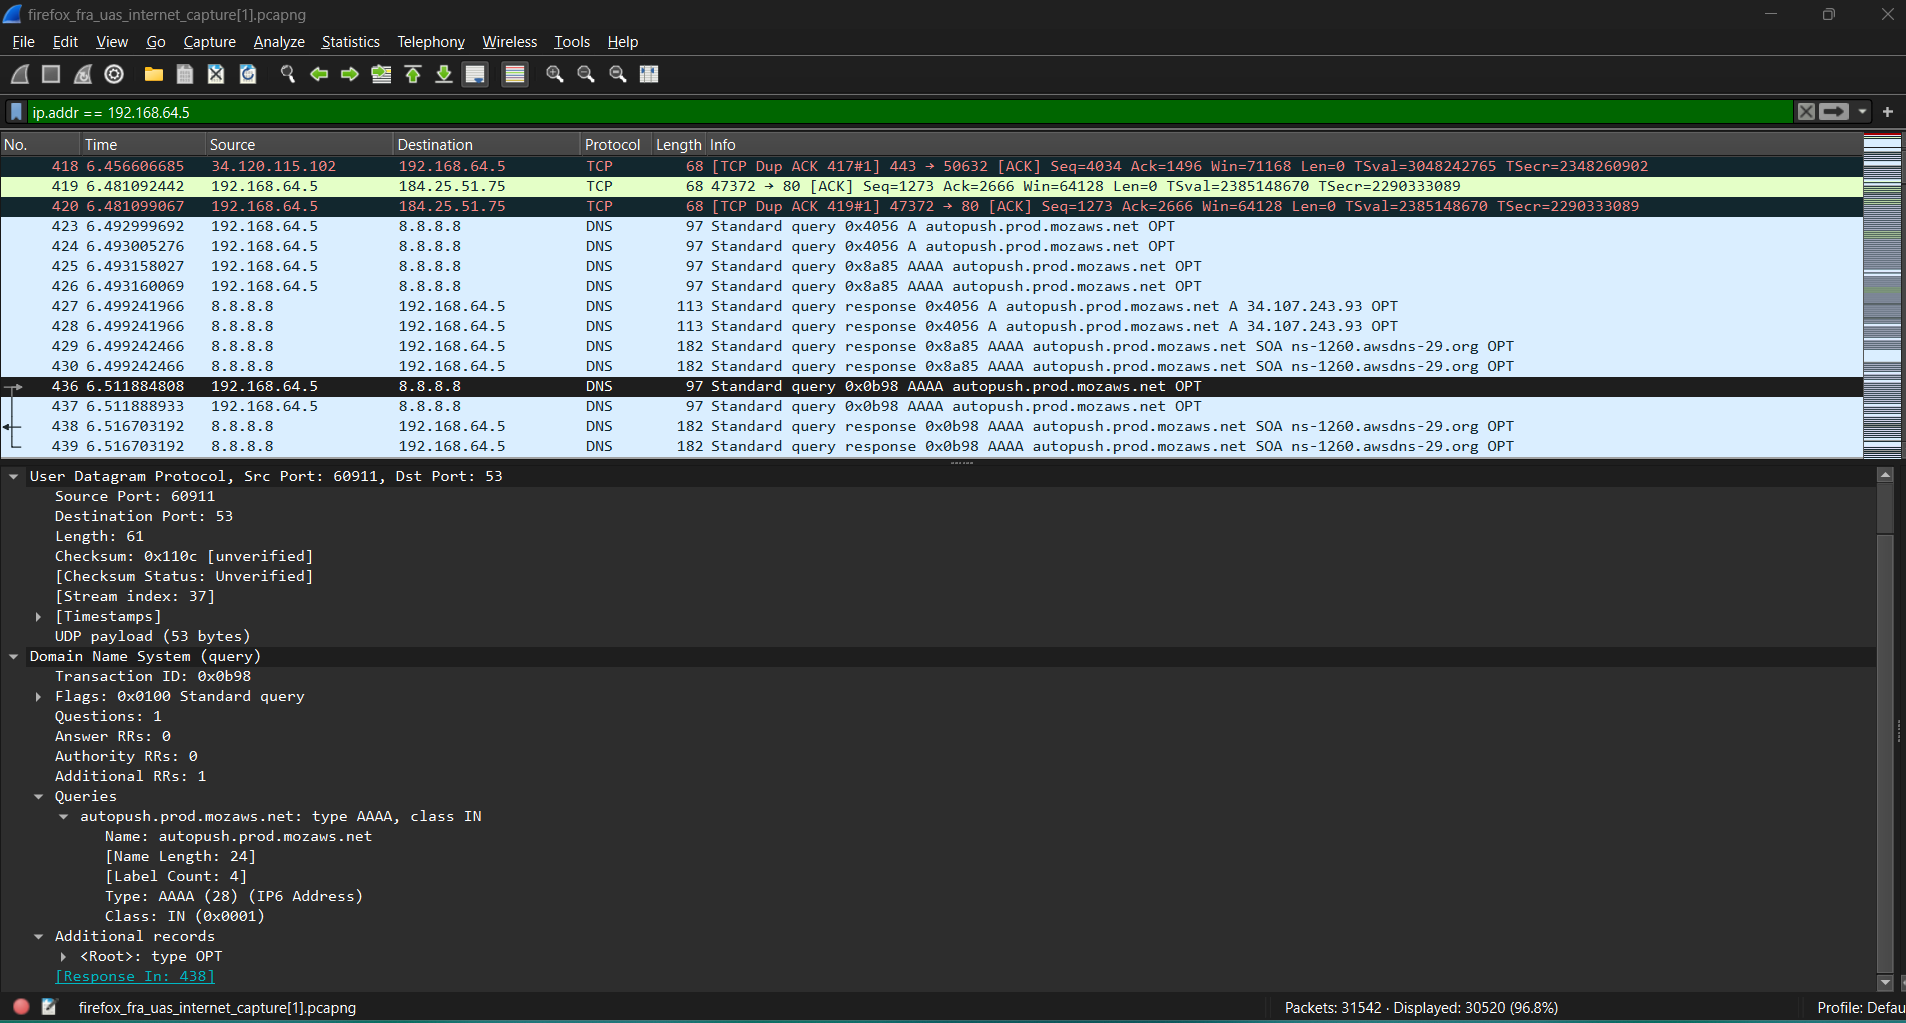 firefox_fra_uas_internet_capture[1].pcapng
File Edit View Go Capture Analyze Statistics Telephony Wireless Tools Help
ip.addr == 192.168.64.5
No. Time Source Destination Protocol Length Info
418 6.456606685 34.120.115.102 192.168.64.5 TCP 68 [TCP Dup ACK 417#1] 443 → 50632 [ACK] Seq=4034 Ack=1496 Win=71168 Len=0 TSval=3048242765 TSecr=2348260902
419 6.481092442 192.168.64.5 184.25.51.75 TCP 68 47372 → 80 [ACK] Seq=1273 Ack=2666 Win=64128 Len=0 TSval=2385148670 TSecr=2290333089
420 6.481099067 192.168.64.5 184.25.51.75 TCP 68 [TCP Dup ACK 419#1] 47372 → 80 [ACK] Seq=1273 Ack=2666 Win=64128 Len=0 TSval=2385148670 TSecr=2290333089
423 6.492999692 192.168.64.5 8.8.8.8 DNS 97 Standard query 0x4056 A autopush.prod.mozaws.net OPT
424 6.493005276 192.168.64.5 8.8.8.8 DNS 97 Standard query 0x4056 A autopush.prod.mozaws.net OPT
425 6.493158027 192.168.64.5 8.8.8.8 DNS 97 Standard query 0x8a85 AAAA autopush.prod.mozaws.net OPT
426 6.493160069 192.168.64.5 8.8.8.8 DNS 97 Standard query 0x8a85 AAAA autopush.prod.mozaws.net OPT
427 6.499241966 8.8.8.8 192.168.64.5 DNS 113 Standard query response 0x4056 A autopush.prod.mozaws.net A 34.107.243.93 OPT
428 6.499241966 8.8.8.8 192.168.64.5 DNS 113 Standard query response 0x4056 A autopush.prod.mozaws.net A 34.107.243.93 OPT
429 6.499242466 8.8.8.8 192.168.64.5 DNS 182 Standard query response 0x8a85 AAAA autopush.prod.mozaws.net SOA ns-1260.awsdns-29.org OPT
430 6.499242466 8.8.8.8 192.168.64.5 DNS 182 Standard query response 0x8a85 AAAA autopush.prod.mozaws.net SOA ns-1260.awsdns-29.org OPT
436 6.511884808 192.168.64.5 8.8.8.8 DNS 97 Standard query 0x0b98 AAAA autopush.prod.mozaws.net OPT
437 6.511888933 192.168.64.5 8.8.8.8 DNS 97 Standard query 0x0b98 AAAA autopush.prod.mozaws.net OPT
438 6.516703192 8.8.8.8 192.168.64.5 DNS 182 Standard query response 0x0b98 AAAA autopush.prod.mozaws.net SOA ns-1260.awsdns-29.org OPT
439 6.516703192 8.8.8.8 192.168.64.5 DNS 182 Standard query response 0x0b98 AAAA autopush.prod.mozaws.net SOA ns-1260.awsdns-29.org OPT
User Datagram Protocol, Src Port: 60911, Dst Port: 53
Source Port: 60911
Destination Port: 53
Length: 61
Checksum: 0x110c [unverified]
[Checksum Status: Unverified]
[Stream index: 37]
[Timestamps]
UDP payload (53 bytes)
Domain Name System (query)
Transaction ID: 0x0b98
Flags: 0x0100 Standard query
Questions: 1
Answer RRs: 0
Authority RRs: 0
Additional RRs: 1
Queries
autopush.prod.mozaws.net: type AAAA, class IN
Name: autopush.prod.mozaws.net
[Name Length: 24]
[Label Count: 4]
Type: AAAA (28) (IP6 Address)
Class: IN (0x0001)
Additional records
<Root>: type OPT
[Response In: 438]
firefox_fra_uas_internet_capture[1].pcapng Packets: 31542 · Displayed: 30520 (96.8%) Profile: Defau